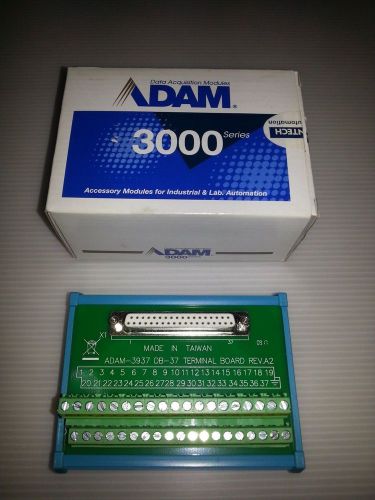 Data Acquisition Modules
ADAM®
3000 Series
NTECH
utomation
Accessory Modules for Industrial & Lab. Automation
ADAM
3000
X1
1
37
MADE IN TAIWAN
ADAM-3937 DB-37 TERMINAL BOARD REV.A2
1 2 3 4 5 6 7 8 9 10 11 12 13 14 15 16 17 18 19
20 21 22 23 24 25 26 27 28 29 30 31 32 33 34 35 36 37